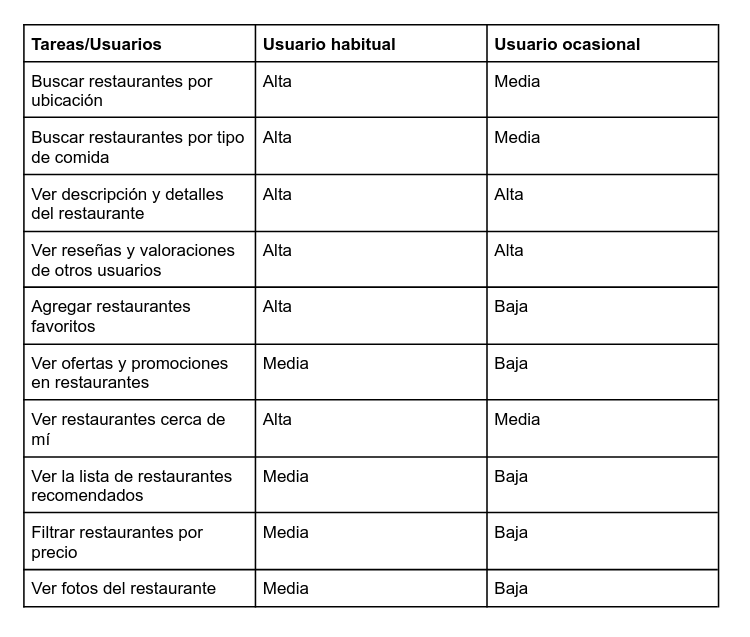 Tareas/Usuarios Usuario habitual Usuario ocasional
Buscar restaurantes por Alta Media
ubicación
Buscar restaurantes por tipo Alta Media
de comida
Ver descripción y detalles Alta Alta
del restaurante
Ver reseñas y valoraciones Alta Alta
de otros usuarios
Agregar restaurantes Alta Baja
favoritos
Ver ofertas y promociones Media Baja
en restaurantes
Ver restaurantes cerca de Alta Media
mí
Ver la lista de restaurantes Media Baja
recomendados
Filtrar restaurantes por Media Baja
precio
Ver fotos del restaurante Media Baja